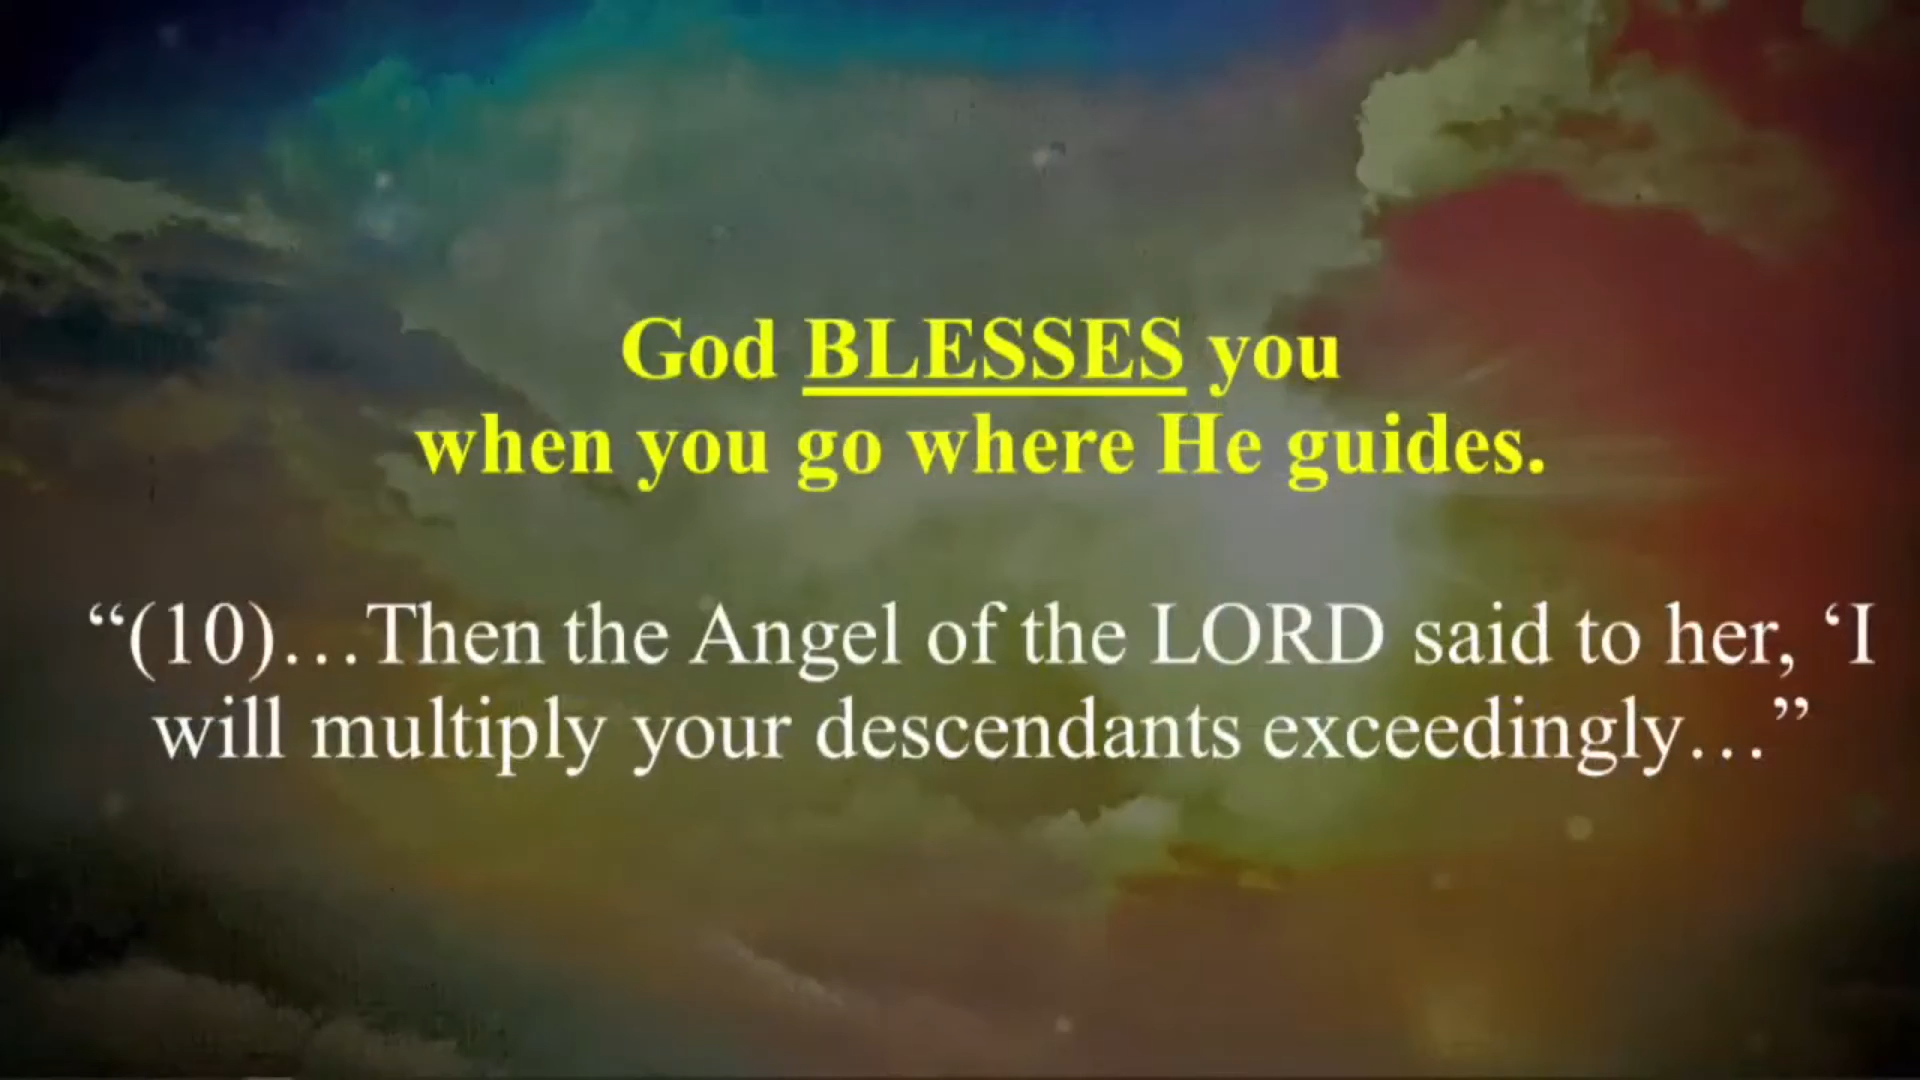 God BLESSES you
when you go where He guides.
“(10)…Then the Angel of the LORD said to her, ‘I
will multiply your descendants exceedingly…”